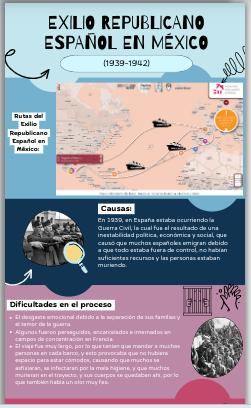 EXILIO REPUBLICANO
ESPAÑOL EN MÉXICO
(1939-1942)
Rutas del
Exilio
Republicano
Español en
México:
Causas:
En 1939, en España estaba ocurriendo la
Guerra Civil, la cual fue el resultado de una
inestabilidad política, económica y social, que
causó que muchos españoles emigran debido
a que todo estaba fuera de control, no habían
suficientes recursos y las personas estaban
muriendo.
Dificultades en el proceso
El desgaste emocional debido a la separación de sus familias y
el temor de la guerra
Algunos fueron perseguidos, encarcelados e internados en
campos de concentración en Francia.
El viaje fue muy largo, por lo que tenían que mandar a muchas
personas en cada barco, y esto provocaba que no hubiera
espacio para estar cómodos, causando que muchos se
asfixiaran, se infectaran por la mala higiene, y que muchos
murieran en el trayecto, y sus cuerpos se quedaban ahí, por lo
que también había un olor muy feo.